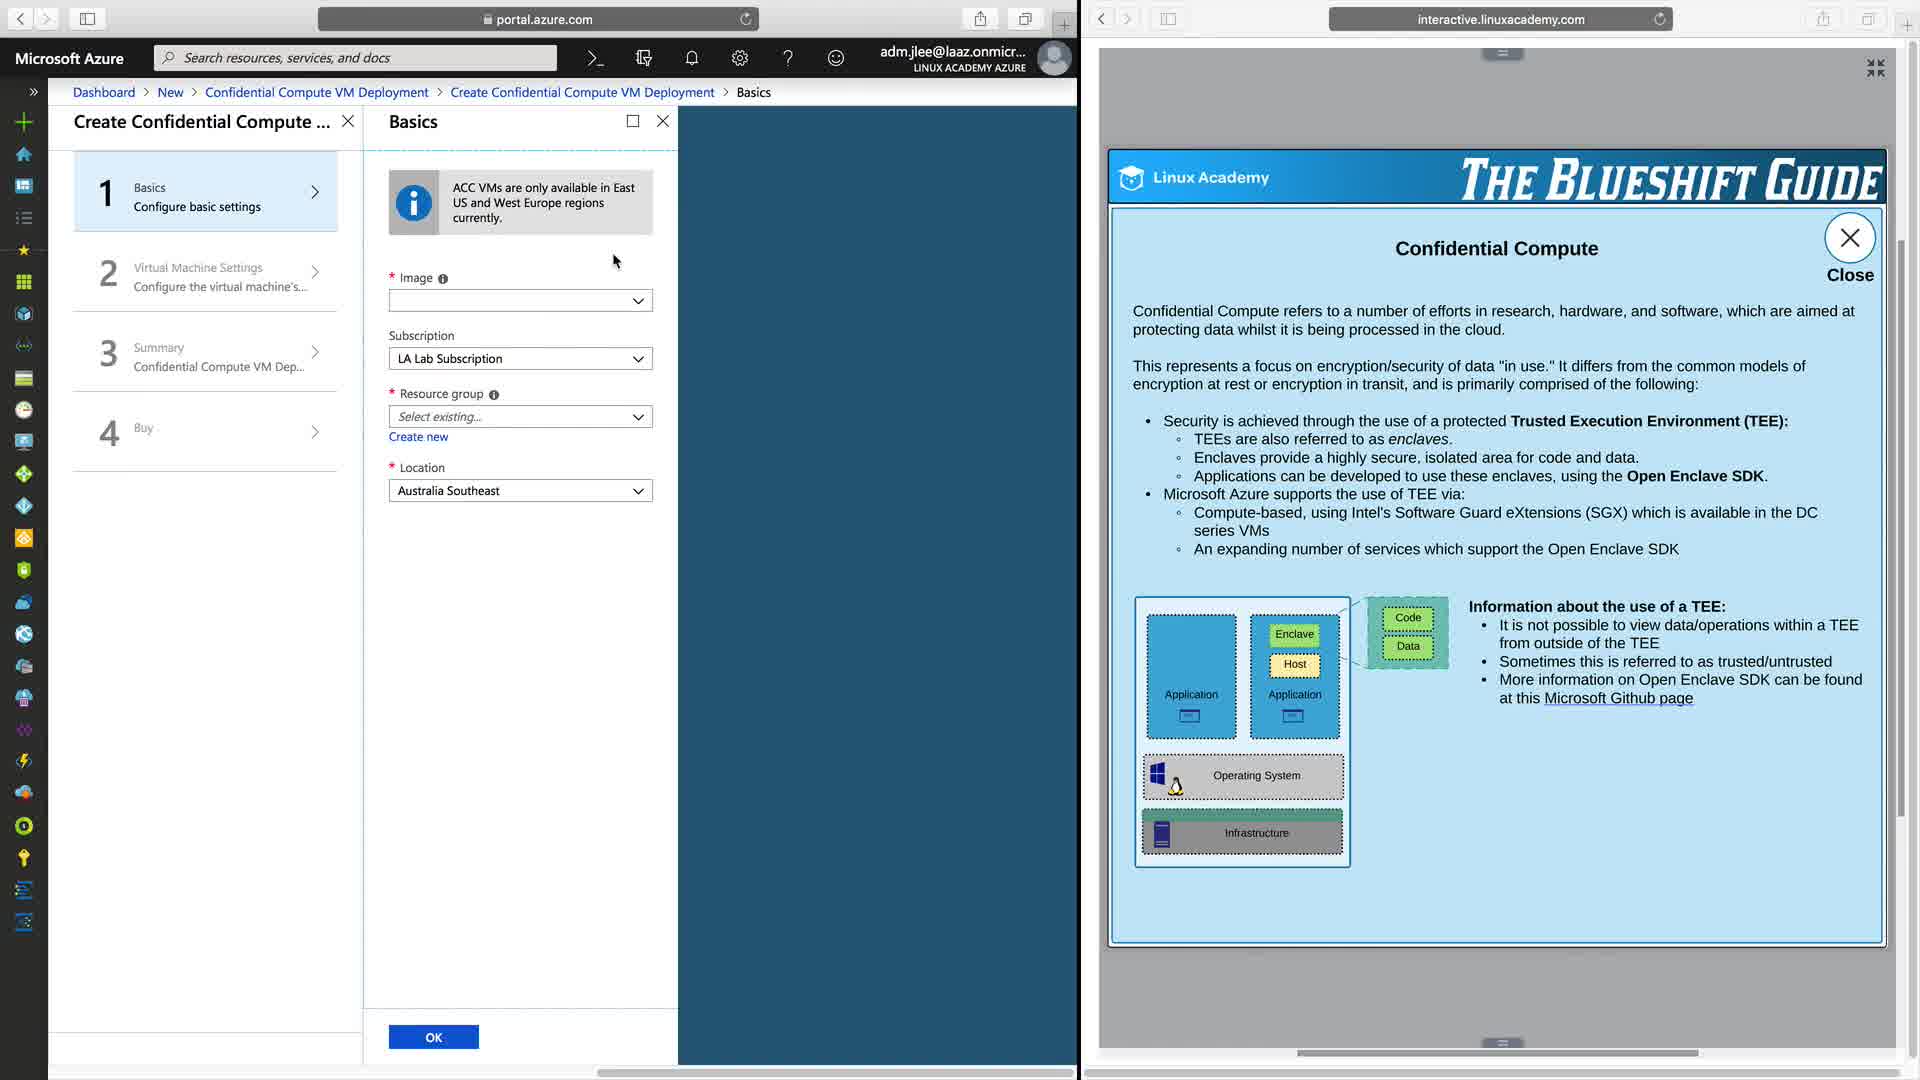 portal.azure.com
Microsoft Azure
Search resources, services, and docs
adm.jlee@laaz.onmicr...
LINUX ACADEMY AZURE
Dashboard > New > Confidential Compute VM Deployment > Create Confidential Compute VM Deployment > Basics
Create Confidential Compute ...
1
Basics
Configure basic settings
2
Virtual Machine Settings
Configure the virtual machine's...
3
Summary
Confidential Compute VM Dep...
4
Buy
Basics
ACC VMs are only available in East
US and West Europe regions
currently.
* Image
Subscription
LA Lab Subscription
* Resource group
Select existing...
Create new
* Location
Australia Southeast
OK
interactive.linuxacademy.com
Linux Academy
THE BLUESHIFT GUIDE
Confidential Compute
Close
Confidential Compute refers to a number of efforts in research, hardware, and software, which are aimed at
protecting data whilst it is being processed in the cloud.
This represents a focus on encryption/security of data "in use." It differs from the common models of
encryption at rest or encryption in transit, and is primarily comprised of the following:
• Security is achieved through the use of a protected Trusted Execution Environment (TEE):
◦ TEEs are also referred to as enclaves.
◦ Enclaves provide a highly secure, isolated area for code and data.
◦ Applications can be developed to use these enclaves, using the Open Enclave SDK.
• Microsoft Azure supports the use of TEE via:
◦ Compute-based, using Intel's Software Guard eXtensions (SGX) which is available in the DC
series VMs
◦ An expanding number of services which support the Open Enclave SDK
Application
Enclave
Host
Application
Code
Data
Operating System
Infrastructure
Information about the use of a TEE:
• It is not possible to view data/operations within a TEE
from outside of the TEE
• Sometimes this is referred to as trusted/untrusted
• More information on Open Enclave SDK can be found
at this Microsoft Github page